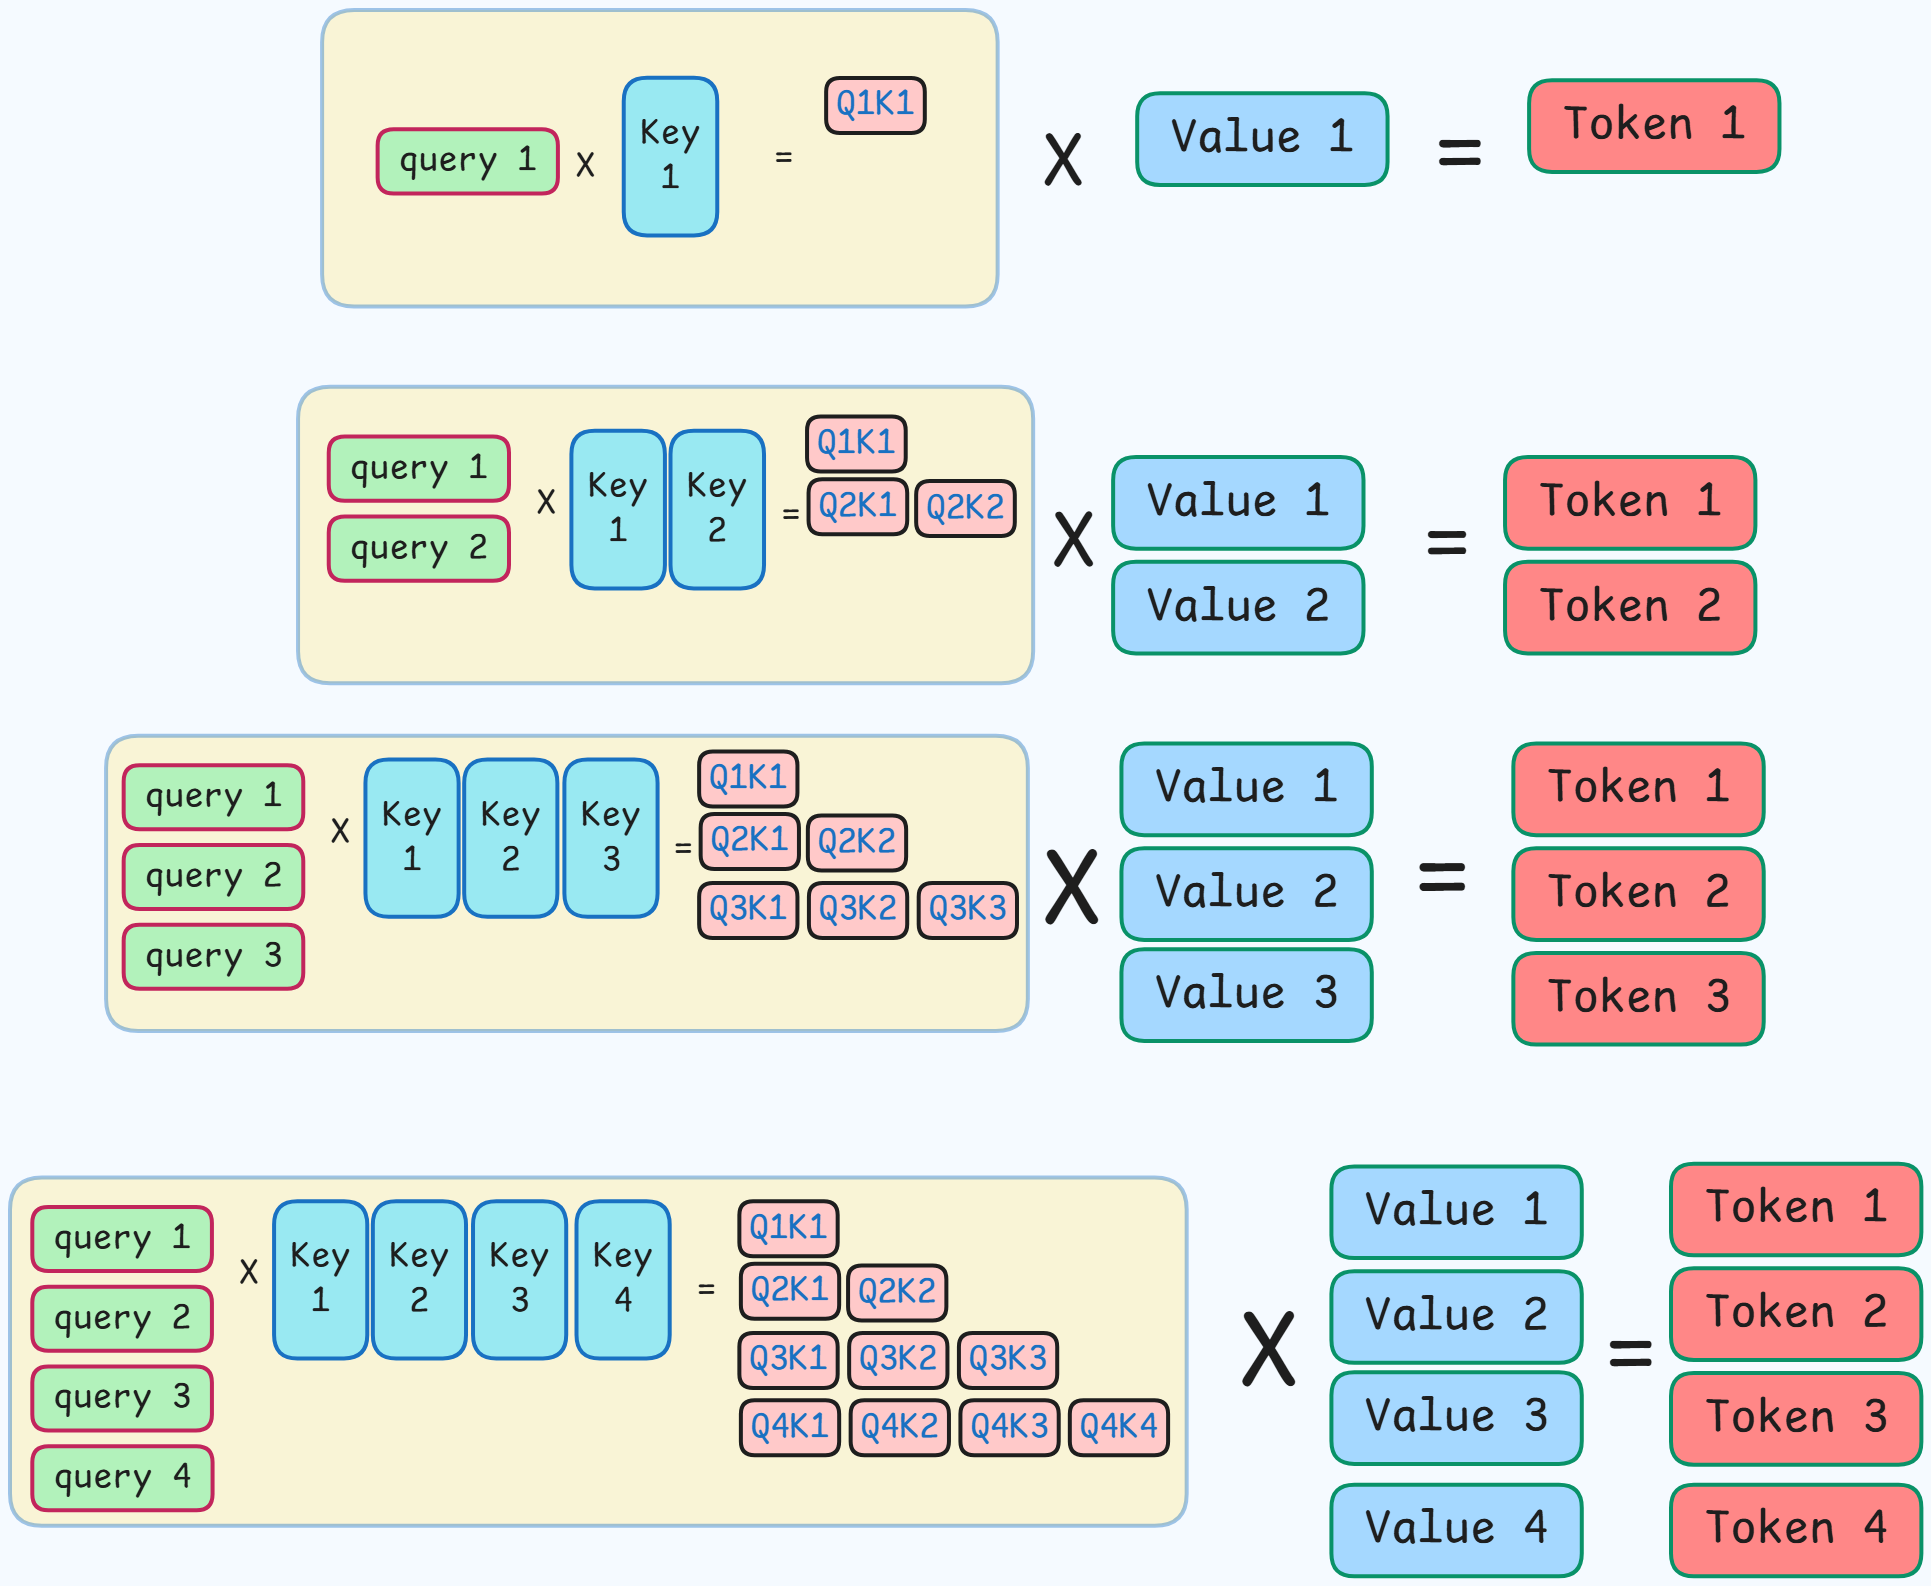 query 1 x Key 1 = Q1K1 X Value 1 = Token 1
query 1 x Key 1 Key 2 = Q1K1 X Value 1 = Token 1
query 2 Q2K1 Q2K2 Value 2 Token 2
query 1 x Key 1 Key 2 Key 3 = Q1K1 X Value 1 = Token 1
query 2 Q2K1 Q2K2 Value 2 Token 2
query 3 Q3K1 Q3K2 Q3K3 Value 3 Token 3
query 1 x Key 1 Key 2 Key 3 Key 4 = Q1K1 X Value 1 = Token 1
query 2 Q2K1 Q2K2 Value 2 Token 2
query 3 Q3K1 Q3K2 Q3K3 Value 3 Token 3
query 4 Q4K1 Q4K2 Q4K3 Q4K4 Value 4 Token 4